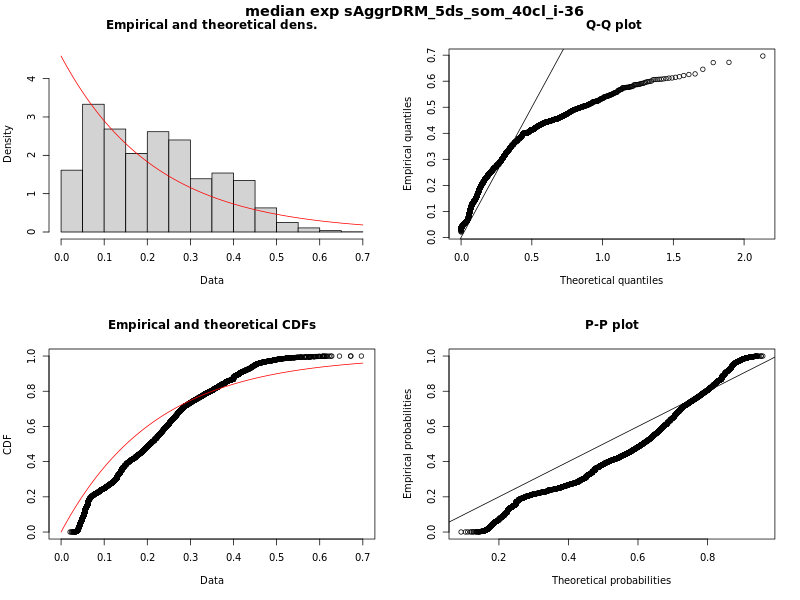 median exp sAggrDRM_5ds_som_40cl_i-36
Empirical and theoretical dens.
Density
0 1 2 3 4
0.0 0.1 0.2 0.3 0.4 0.5 0.6 0.7
Data
Q-Q plot
Empirical quantiles
0.0 0.1 0.2 0.3 0.4 0.5 0.6 0.7
0.0 0.5 1.0 1.5 2.0
Theoretical quantiles
Empirical and theoretical CDFs
CDF
0.0 0.2 0.4 0.6 0.8 1.0
0.0 0.1 0.2 0.3 0.4 0.5 0.6 0.7
Data
P-P plot
Empirical probabilities
0.0 0.2 0.4 0.6 0.8 1.0
0.2 0.4 0.6 0.8
Theoretical probabilities